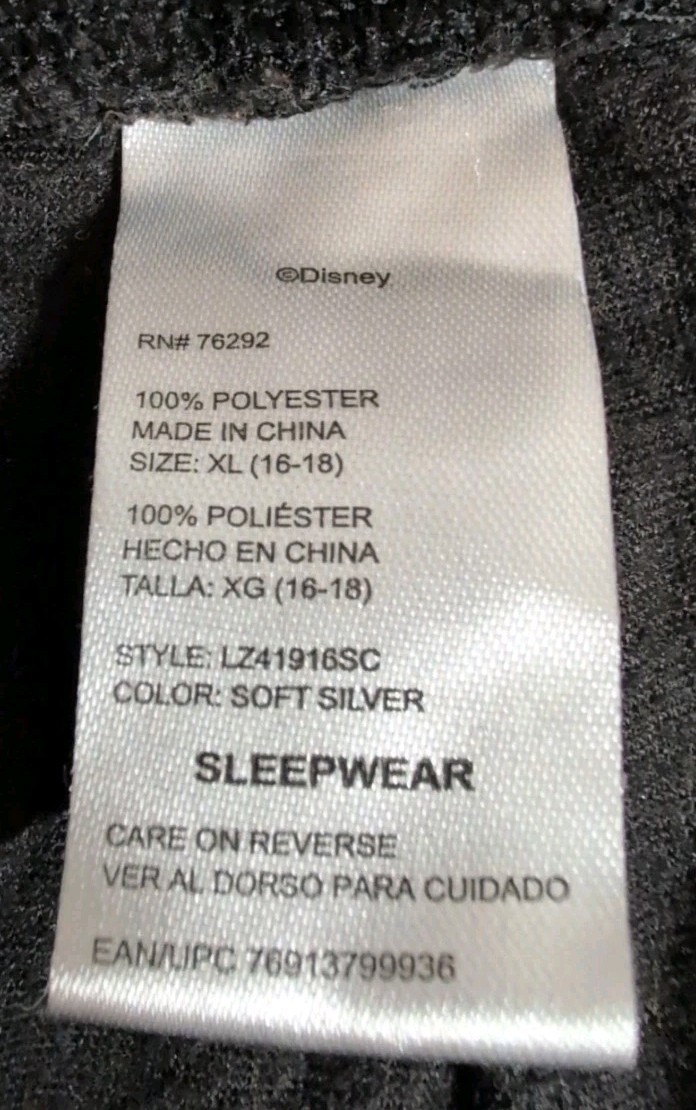 ©Disney
RN# 76292
100% POLYESTER
MADE IN CHINA
SIZE: XL (16-18)
100% POLIÉSTER
HECHO EN CHINA
TALLA: XG (16-18)
STYLE: LZ41916SC
COLOR: SOFT SILVER
SLEEPWEAR
CARE ON REVERSE
VER AL DORSO PARA CUIDADO
EAN/UPC 76913799936